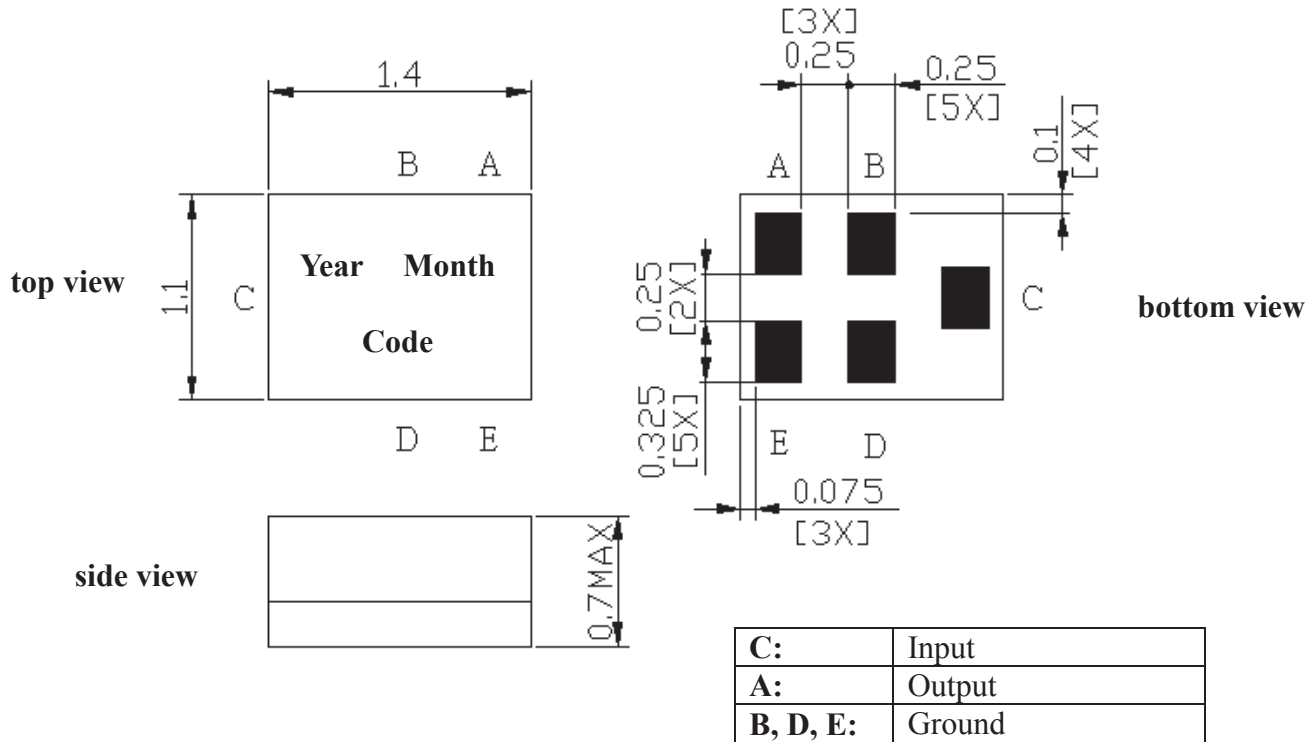 [3X]
0.25
0.25
[5X]
0.1
[4X]
1.4
B A
A B
top view
1.1
C
Year Month
Code
0.25
[2X]
C
bottom view
D E
0.325
[5X]
E D
0.075
[3X]
side view
0.7MAX
C: Input
A: Output
B, D, E: Ground